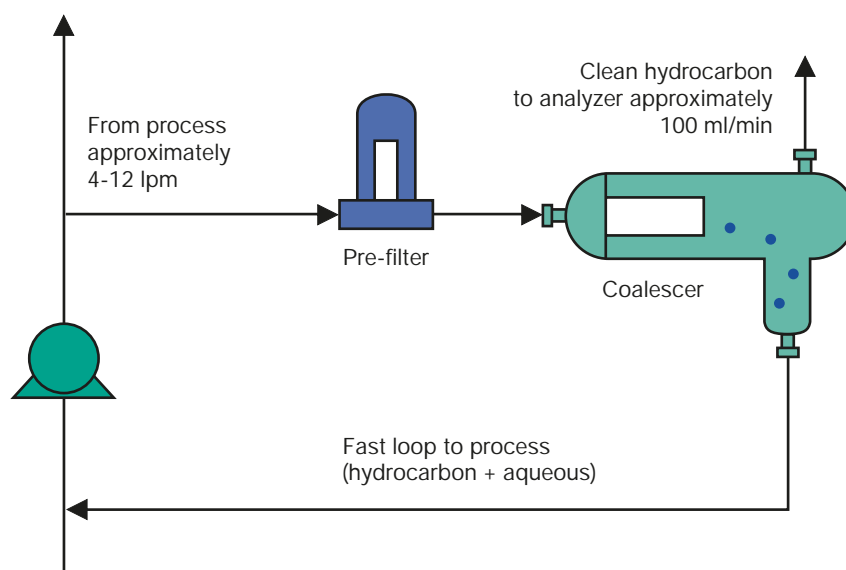 From process
approximately
4-12 lpm
Pre-filter
Clean hydrocarbon
to analyzer approximately
100 ml/min
Coalescer
Fast loop to process
(hydrocarbon + aqueous)